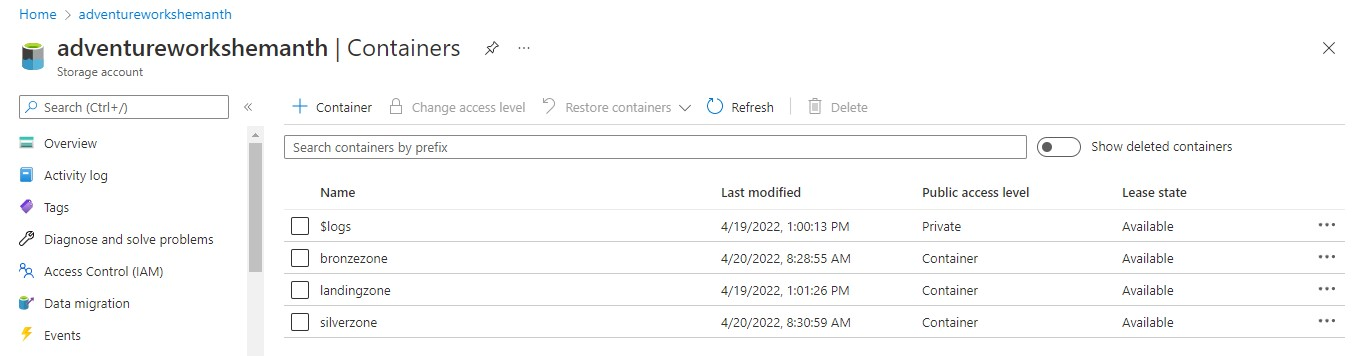 Home > adventureworkshemanth
adventureworkshemanth | Containers ...
Storage account
Search (Ctrl+/) «
+ Container Change access level Restore containers Refresh Delete
Overview
Search containers by prefix Show deleted containers
Activity log
Name Last modified Public access level Lease state
Tags
$logs 4/19/2022, 1:00:13 PM Private Available ...
Diagnose and solve problems
bronzezone 4/20/2022, 8:28:55 AM Container Available ...
Access Control (IAM)
landingzone 4/19/2022, 1:01:26 PM Container Available ...
Data migration
silverzone 4/20/2022, 8:30:59 AM Container Available ...
Events